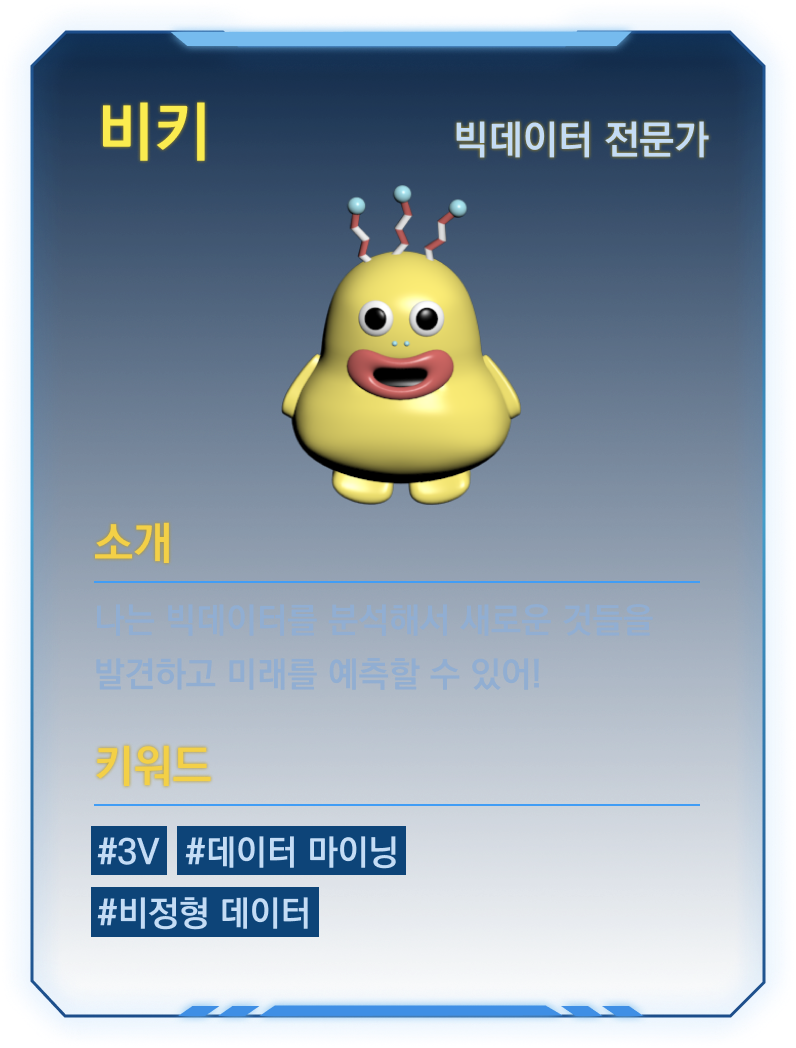 비키
빅데이터 전문가
소개
나는 빅데이터를 분석해서 새로운 것들을
발견하고 미래를 예측할 수 있어!
키워드
#3V #데이터 마이닝
#비정형 데이터